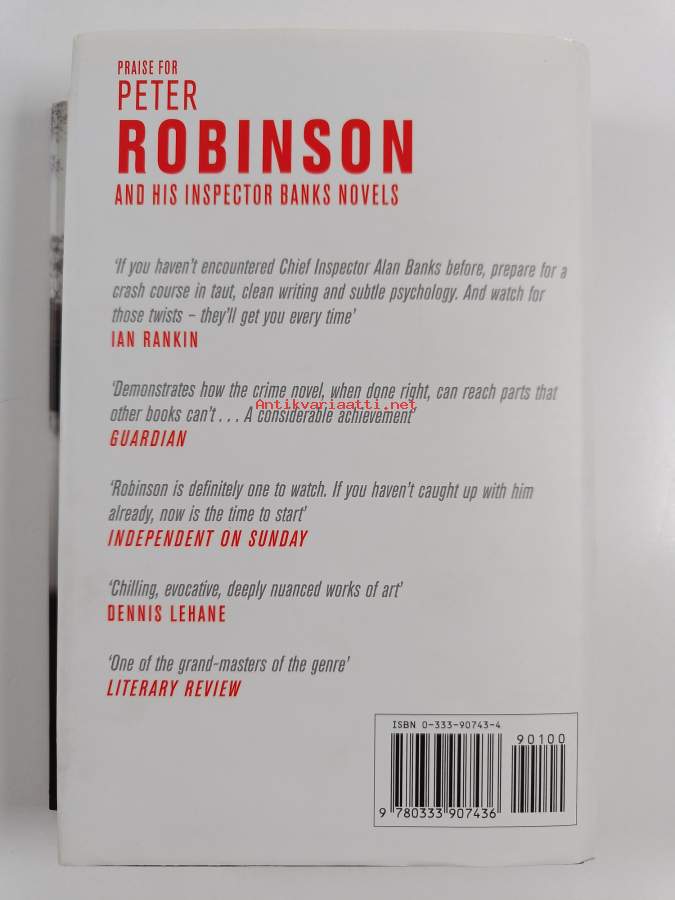 PRAISE FOR
PETER
ROBINSON
AND HIS INSPECTOR BANKS NOVELS
‘If you haven’t encountered Chief Inspector Alan Banks before, prepare for a
crash course in taut, clean writing and subtle psychology. And watch for
those twists – they’ll get you every time’
IAN RANKIN
‘Demonstrates how the crime novel, when done right, can reach parts that
other books can’t . . . A considerable achievement’
Antikvariaatti.net
GUARDIAN
‘Robinson is definitely one to watch. If you haven’t caught up with him
already, now is the time to start’
INDEPENDENT ON SUNDAY
‘Chilling, evocative, deeply nuanced works of art’
DENNIS LEHANE
‘One of the grand-masters of the genre’
LITERARY REVIEW
ISBN 0-333-90743-4
90100
9 780333 907436